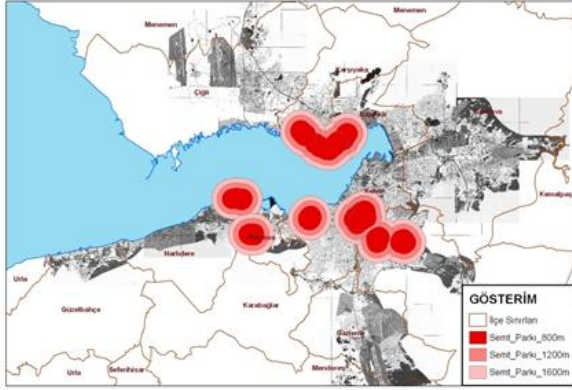 Menemen
Menemen
Karşıyaka
Çiğli
Bayraklı
Bornova
Konak
Kemalpaşa
Balçova
Narlıdere
Urla
Güzelbahçe
Karabağlar
Gaziemir
Menderes
Urla
Seferihisar
GÖSTERİM
İlçe Sınırları
Semt_Parkı_800m
Semt_Parkı_1200m
Semt_Parkı_1600m